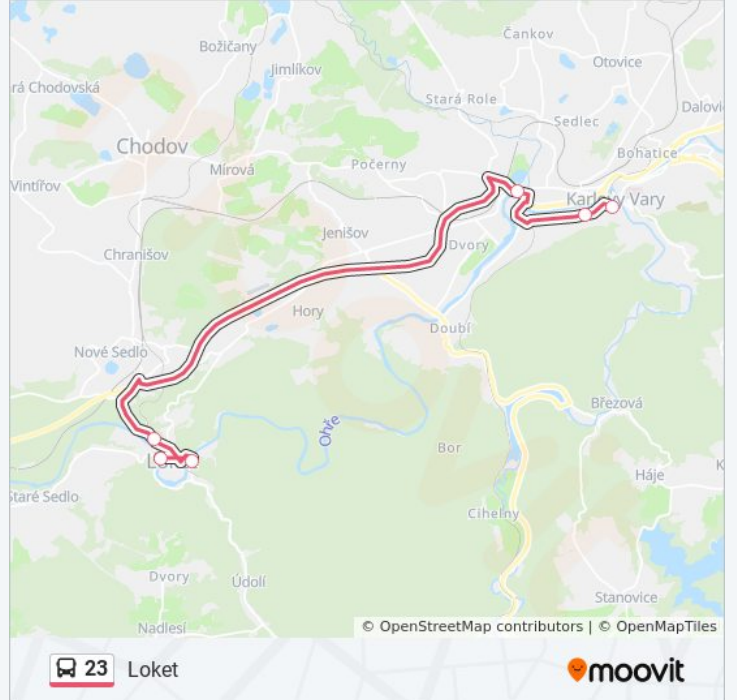 Čankov
Božičany
Otovice
Jimlíkov
rá Chodovská
Stará Role
Dalovi
Sedlec
Chodov
Bohatice
Počerny
Mírová
Vintířov
Karlovy Vary
Jenišov
Dvory
Chranišov
Hory
Doubí
Nové Sedlo
Březová
Ohře
Bor
Loket
Háje
K
Staré Sedlo
Cihelny
Dvory
Údolí
Stanovice
Nadlesí
© OpenStreetMap contributors | © OpenMapTiles
23 Loket
moovit